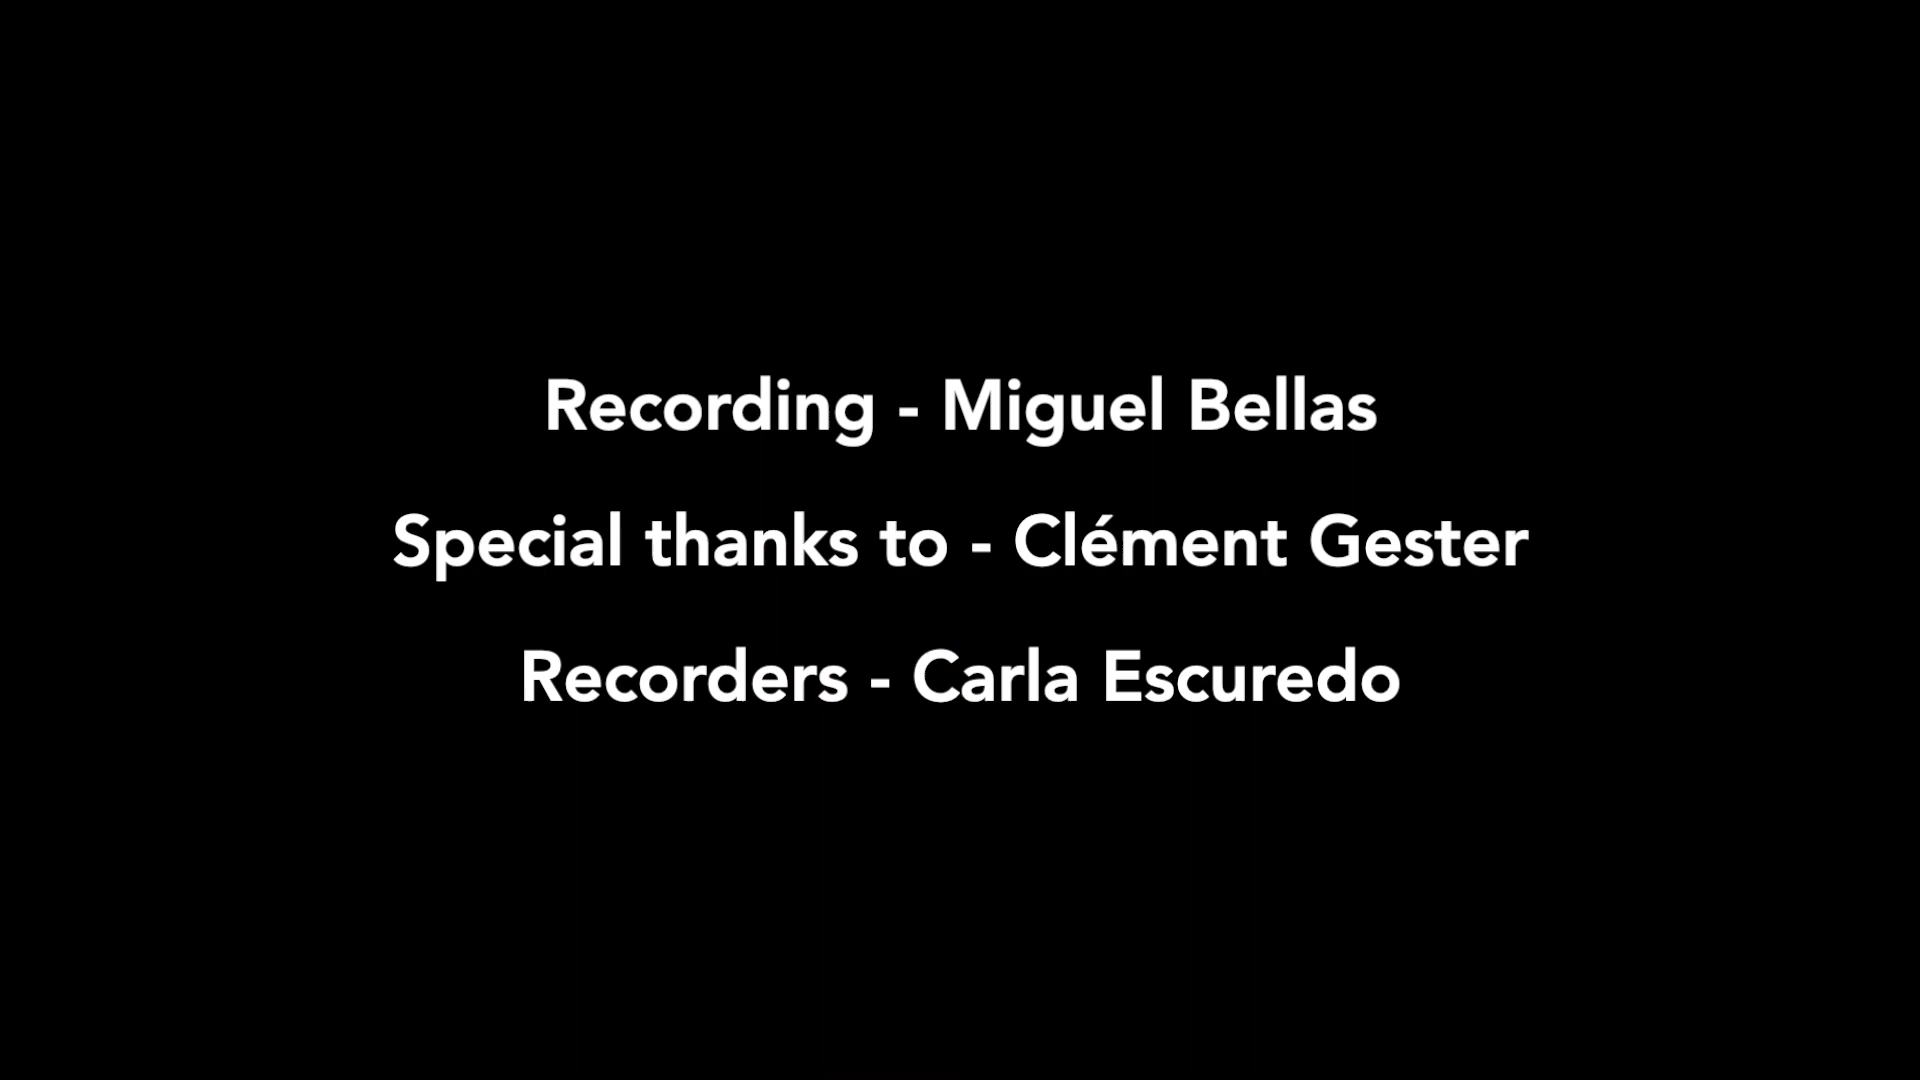 Recording - Miguel Bellas
Special thanks to - Clément Gester
Recorders - Carla Escuredo